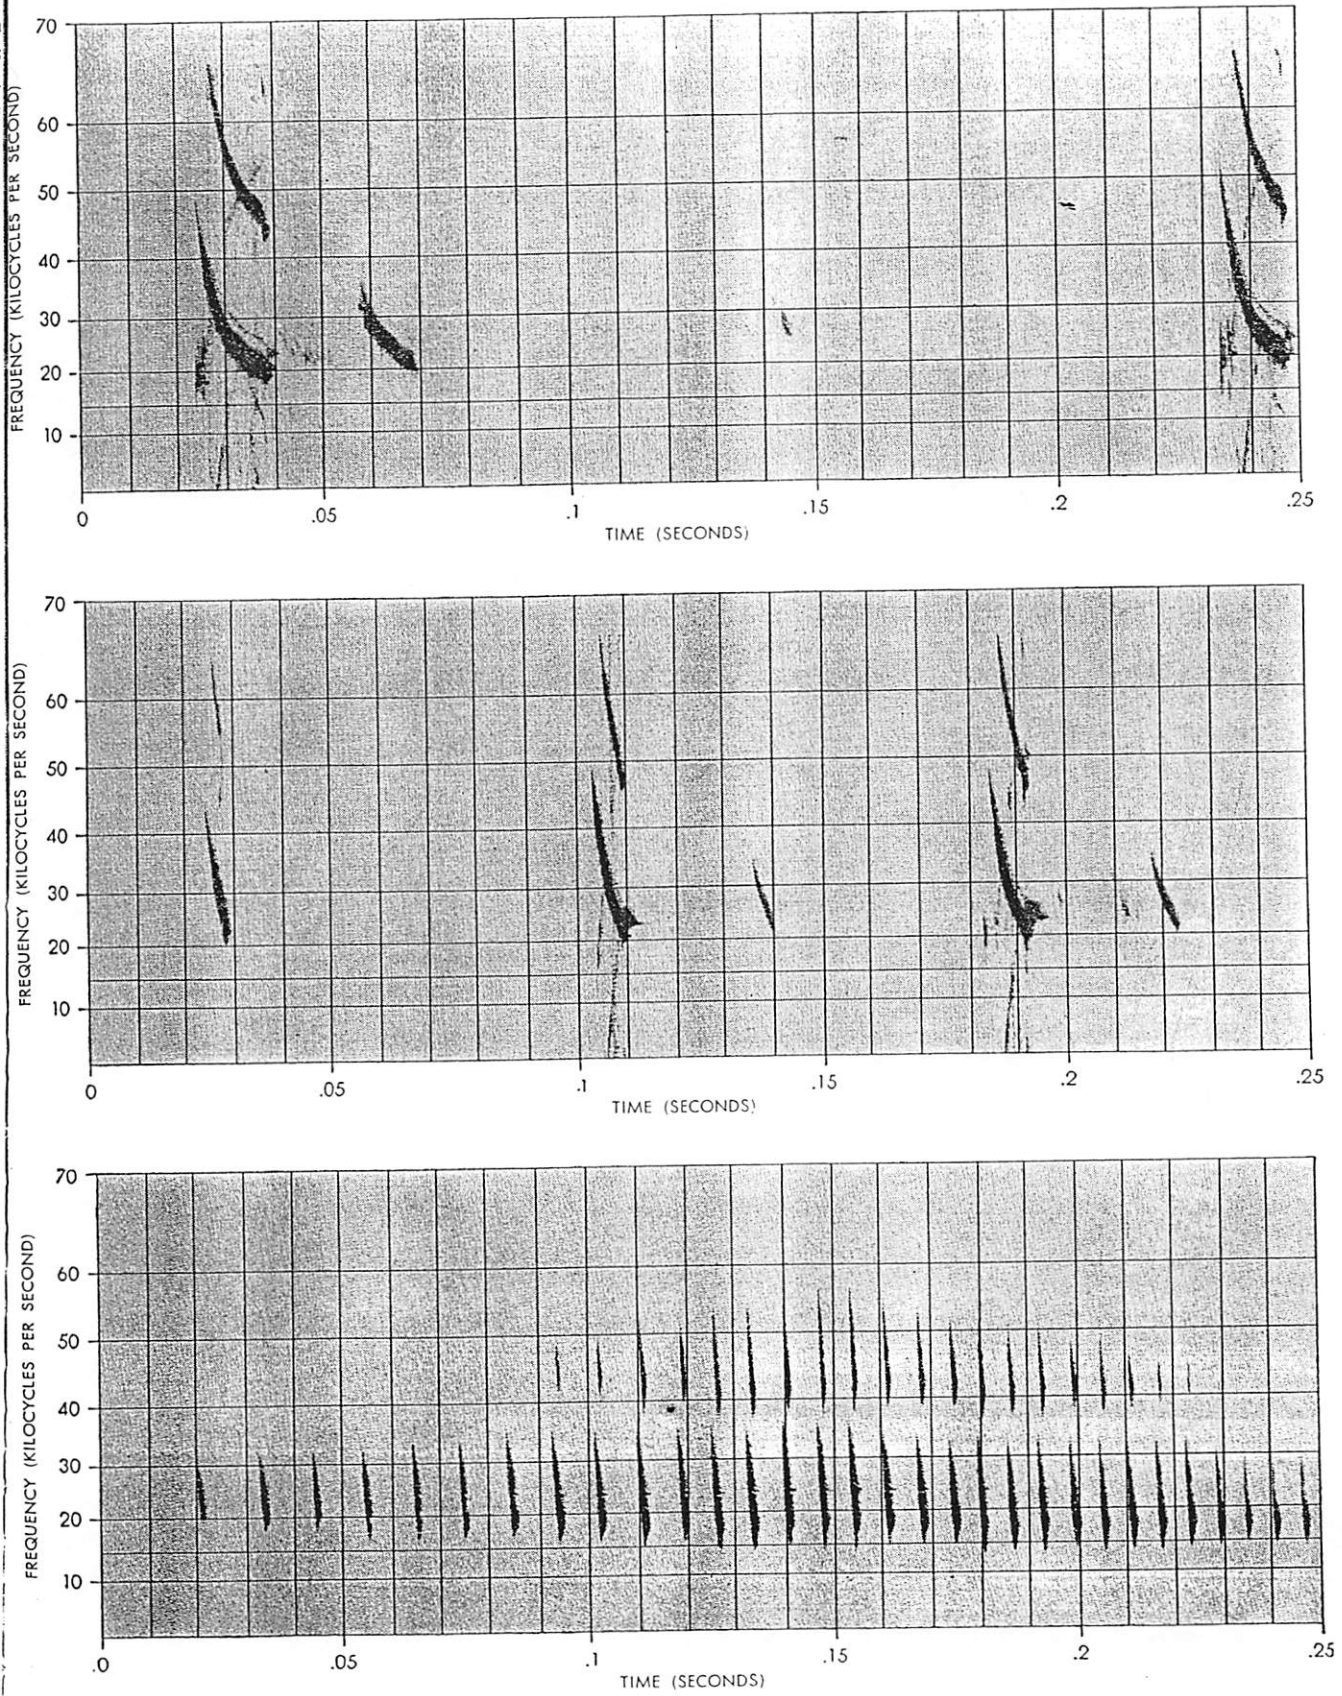 FREQUENCY (KILOCYCLES PER SECOND)
70
60
50
40
30
20
10
0 .05 .1 .15 .2 .25
TIME (SECONDS)
FREQUENCY (KILOCYCLES PER SECOND)
70
60
50
40
30
20
10
0 .05 .1 .15 .2 .25
TIME (SECONDS)
FREQUENCY (KILOCYCLES PER SECOND)
70
60
50
40
30
20
10
.0 .05 .1 .15 .2 .25
TIME (SECONDS)